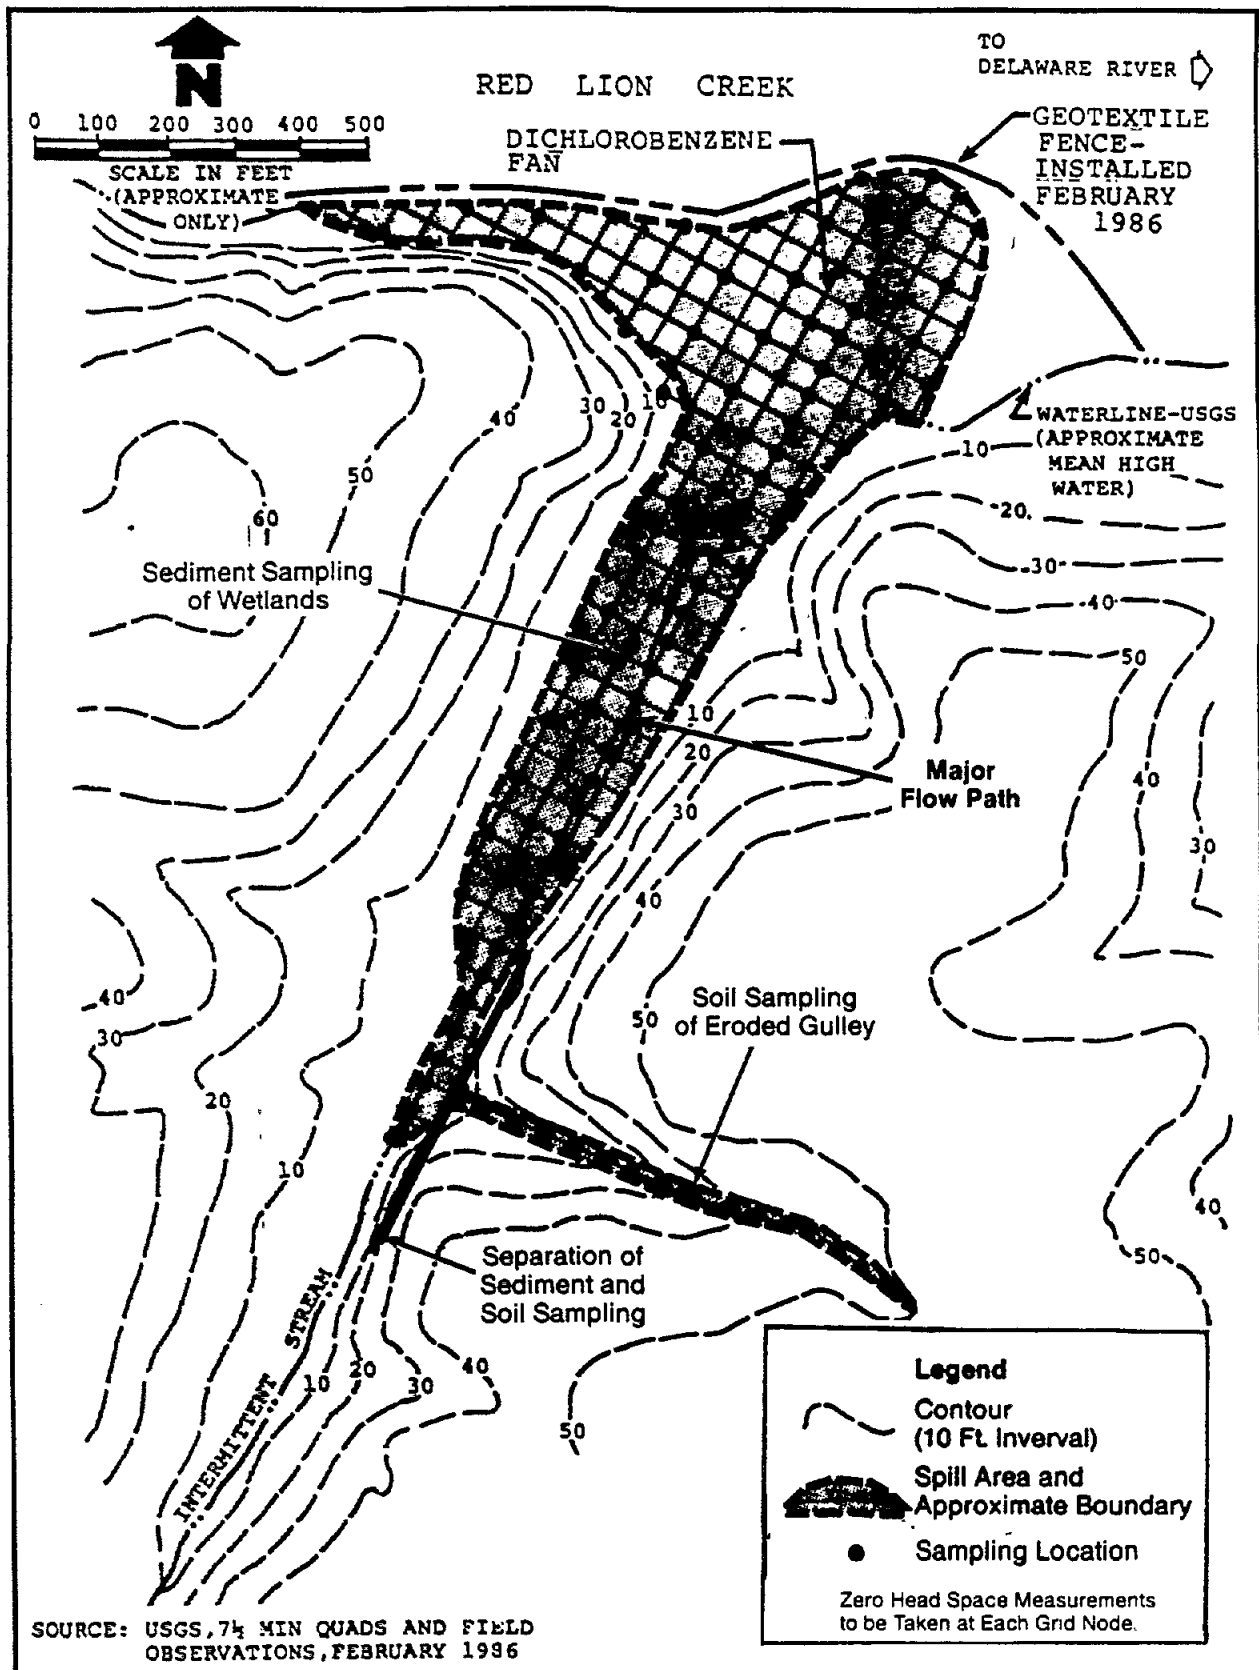 N
0 100 200 300 400 500
SCALE IN FEET
(APPROXIMATE
ONLY)
RED LION CREEK
TO
DELAWARE RIVER
DICHLOROBENZENE
FAN
GEOTEXTILE
FENCE-
INSTALLED
FEBRUARY
1986
WATERLINE-USGS
(APPROXIMATE
MEAN HIGH
WATER)
40
30
20
10
50
60
10
20
30
40
50
Sediment Sampling
of Wetlands
10
20
30
40
50
Major
Flow Path
40
30
40
30
20
10
Soil Sampling
of Eroded Gulley
40
50
Separation of
Sediment and
Soil Sampling
INTERMITTENT STREAM
10
20
30
40
50
Legend
Contour
(10 Ft. Inverval)
Spill Area and
Approximate Boundary
Sampling Location
Zero Head Space Measurements
to be Taken at Each Grid Node.
SOURCE: USGS, 7½ MIN QUADS AND FIELD
OBSERVATIONS, FEBRUARY 1986